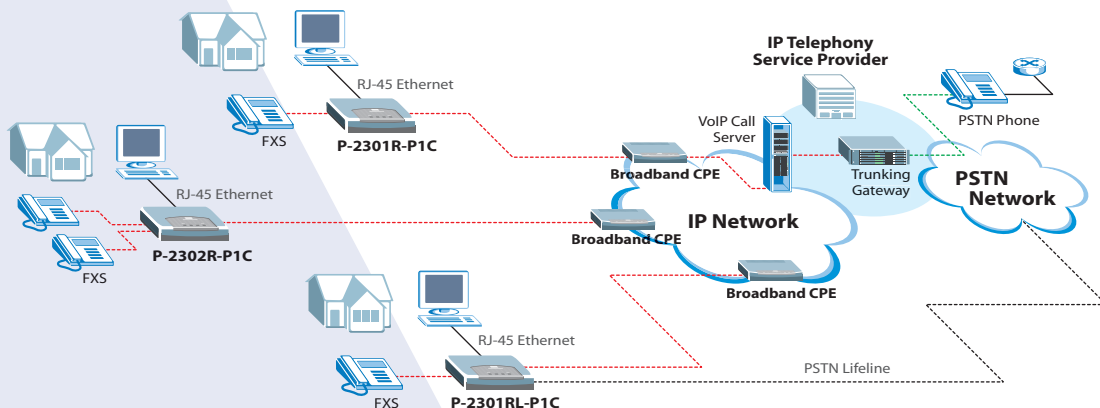 IP Telephony
Service Provider
RJ-45 Ethernet
FXS
P-2301R-P1C
VoIP Call
Server
PSTN Phone
Broadband CPE
Trunking
Gateway
PSTN
Network
RJ-45 Ethernet
FXS
P-2302R-P1C
IP Network
Broadband CPE
Broadband CPE
RJ-45 Ethernet
PSTN Lifeline
FXS
P-2301RL-P1C